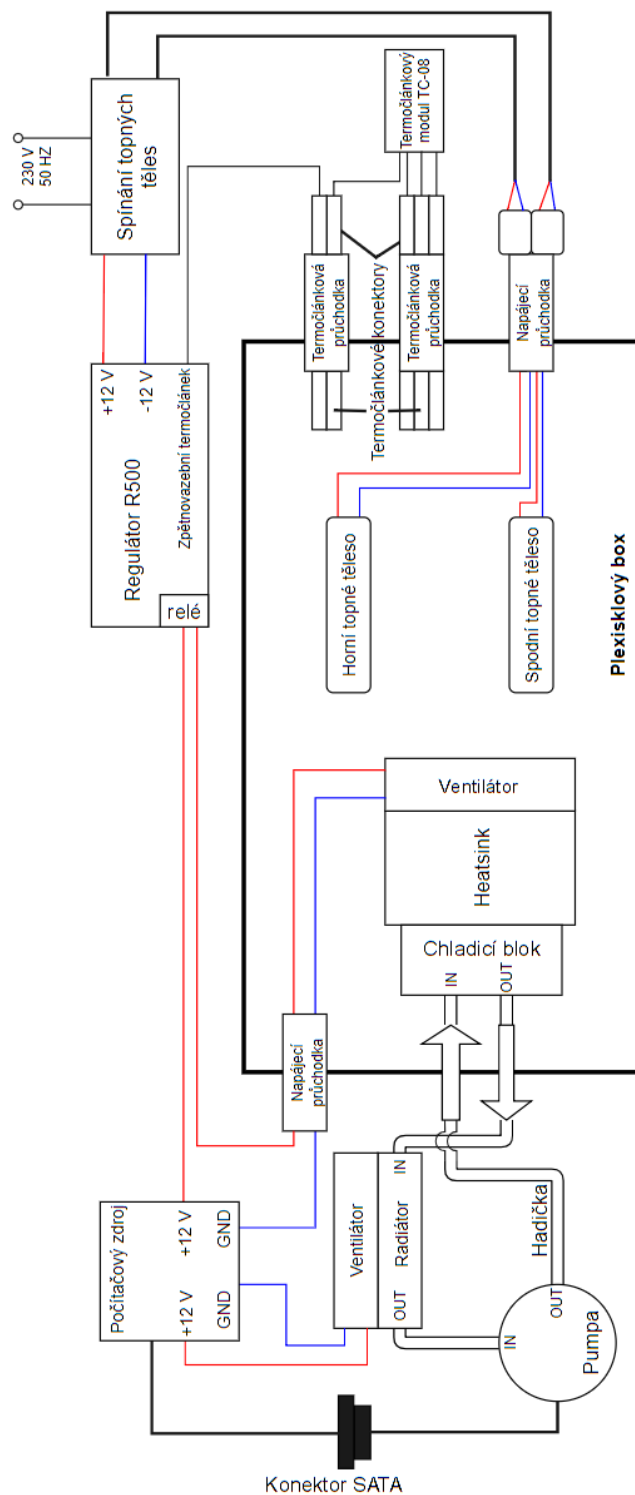 230 V
50 HZ
Spínání topných
těles
Termočlánkový
modul TC-08
+12 V
-12 V
Zpětnovazební termočlánek
Regulátor R500
relé
Termočlánková
průchodka
Termočlánkové konektory
Termočlánková
průchodka
Napájecí
průchodka
Horní topné těleso
Spodní topné těleso
Plexisklový box
Ventilátor
Heatsink
Chladicí blok
IN
OUT
Napájecí
průchodka
Počítačový zdroj
+12 V
GND
+12 V
GND
Ventilátor
Radiátor
IN
OUT
Hadička
OUT
IN
Pumpa
Konektor SATA